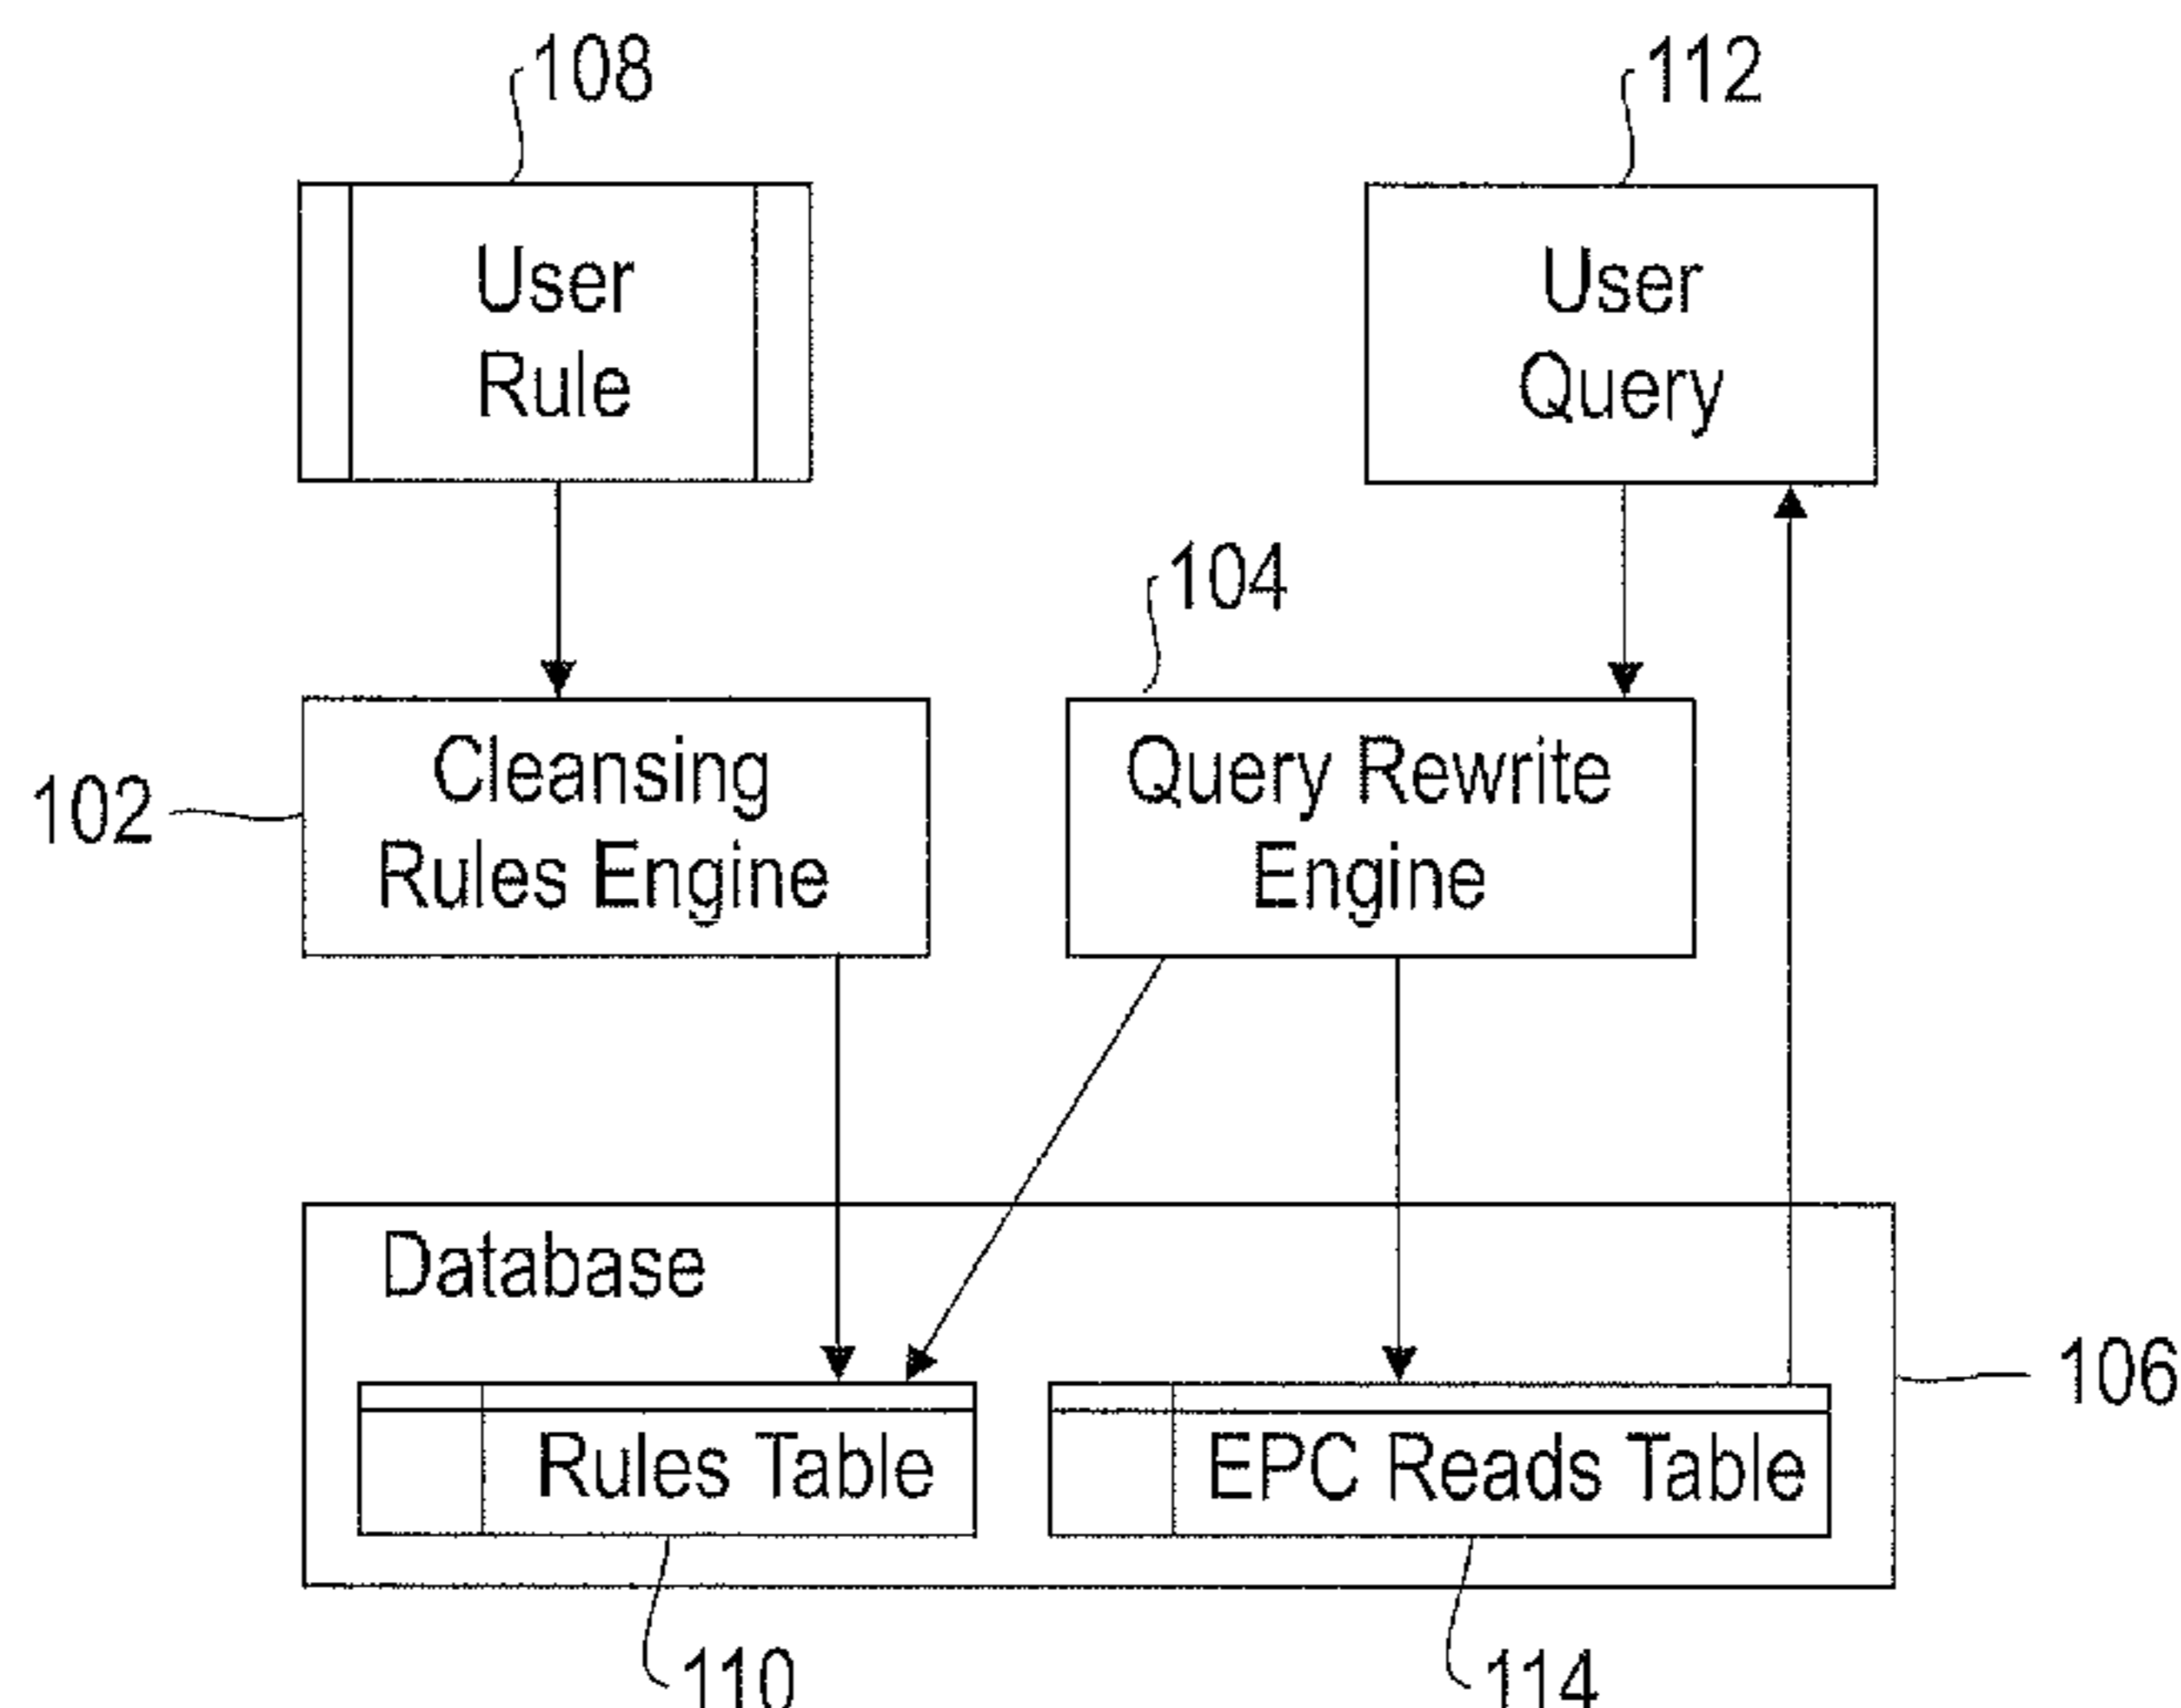 108
112
User
Rule
User
Query
104
Cleansing
Rules Engine
Query Rewrite
Engine
102
Database
106
Rules Table
EPC Reads Table
110
114